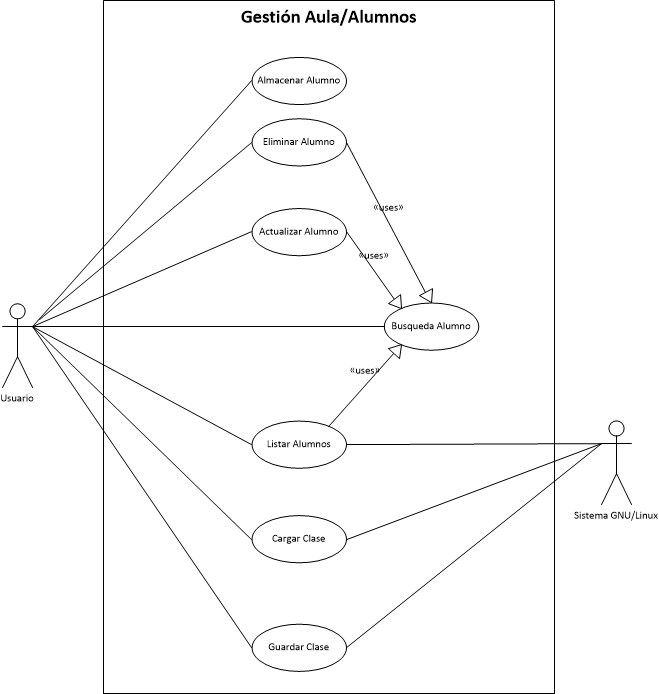 Gestión Aula/Alumnos
Almacenar Alumno
Eliminar Alumno
«uses»
Actualizar Alumno
«uses»
Busqueda Alumno
Usuario
«uses»
Listar Alumnos
Sistema GNU/Linux
Cargar Clase
Guardar Clase